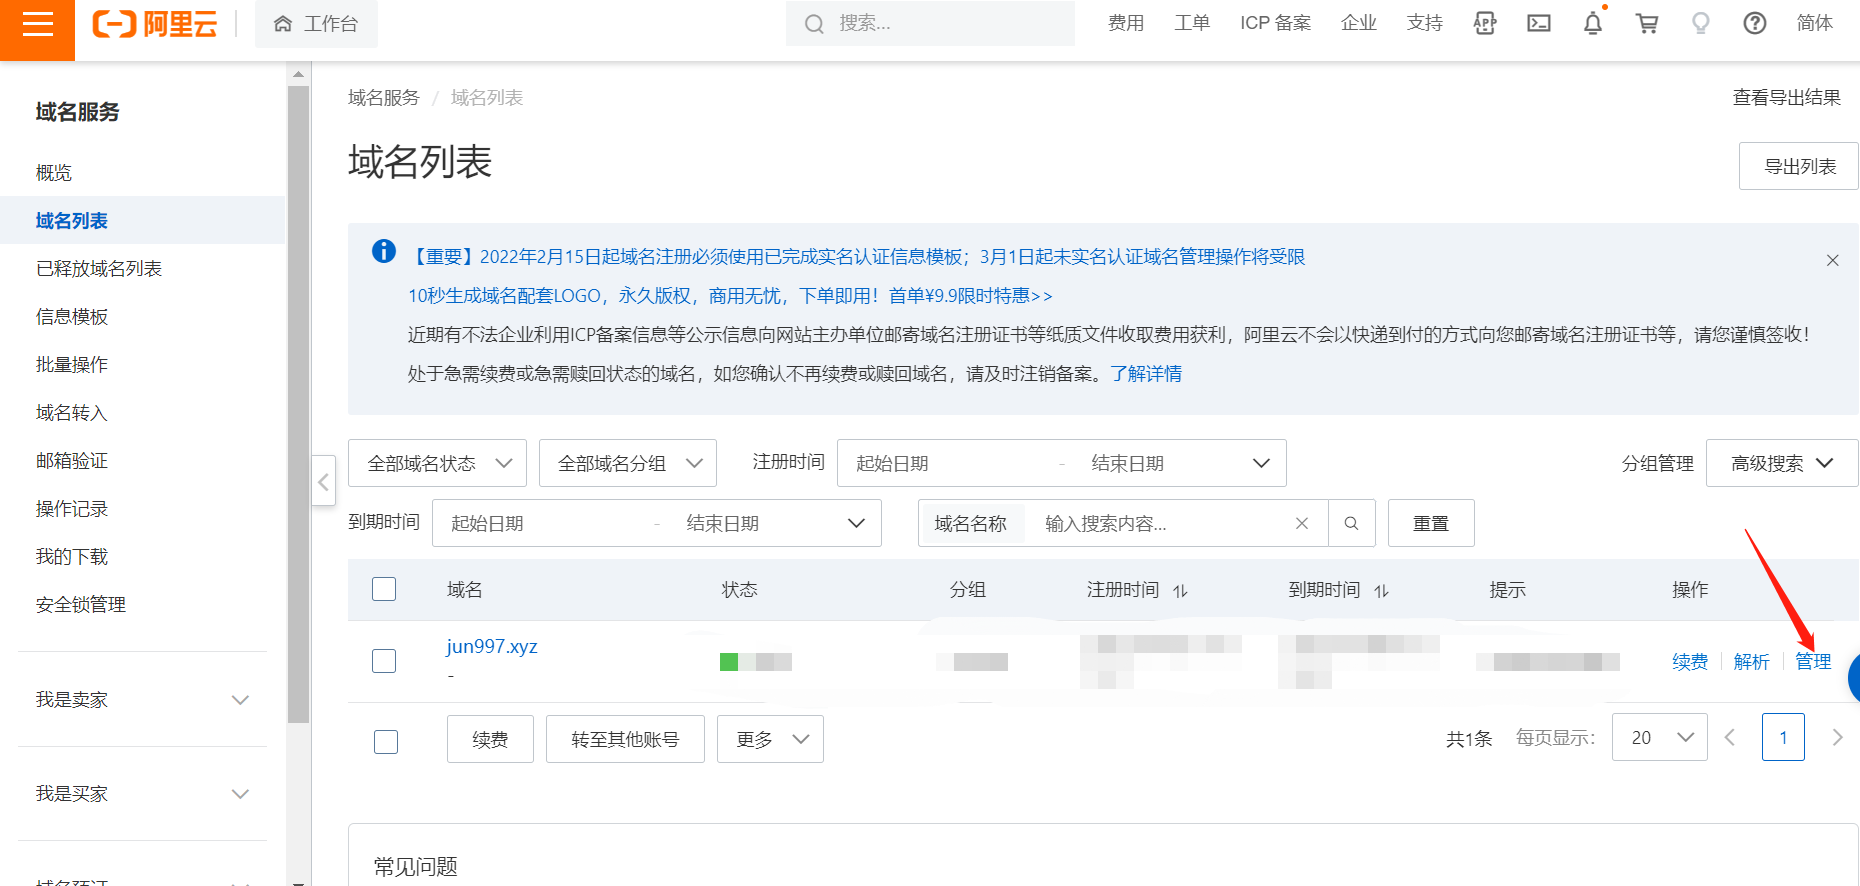 阿里云
工作台
搜索...
费用
工单
ICP 备案
企业
支持
APP
简体
域名服务
概览
域名列表
已释放域名列表
信息模板
批量操作
域名转入
邮箱验证
操作记录
我的下载
安全锁管理
我是卖家
我是买家
域名服务 / 域名列表
查看导出结果
域名列表
导出列表
【重要】2022年2月15日起域名注册必须使用已完成实名认证信息模板；3月1日起未实名认证域名管理操作将受限
10秒生成域名配套LOGO，永久版权，商用无忧，下单即用！首单¥9.9限时特惠>>
近期有不法企业利用ICP备案信息等公示信息向网站主办单位邮寄域名注册证书等纸质文件收取费用获利，阿里云不会以快递到付的方式向您邮寄域名注册证书等，请您谨慎签收！
处于急需续费或急需赎回状态的域名，如您确认不再续费或赎回域名，请及时注销备案。了解详情
全部域名状态
全部域名分组
注册时间
起始日期 - 结束日期
分组管理
高级搜索
到期时间
起始日期 - 结束日期
域名名称
输入搜索内容...
重置
域名
状态
分组
注册时间
到期时间
提示
操作
jun997.xyz
-
续费
解析
管理
续费
转至其他账号
更多
共1条
每页显示：
20
1
常见问题